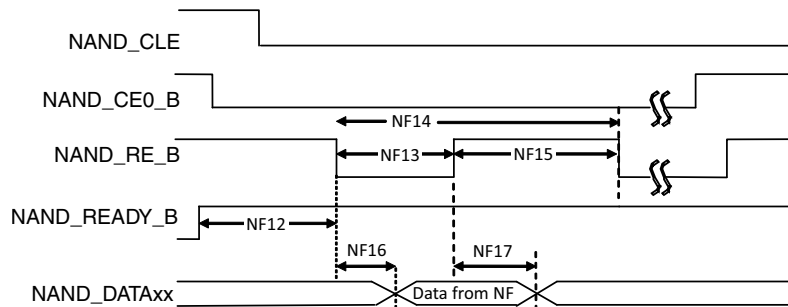 NAND_CLE
NAND_CE0_B
NF14
NAND_RE_B
NF13
NF15
NAND_READY_B
NF12
NF16
NF17
NAND_DATAxx
Data from NF